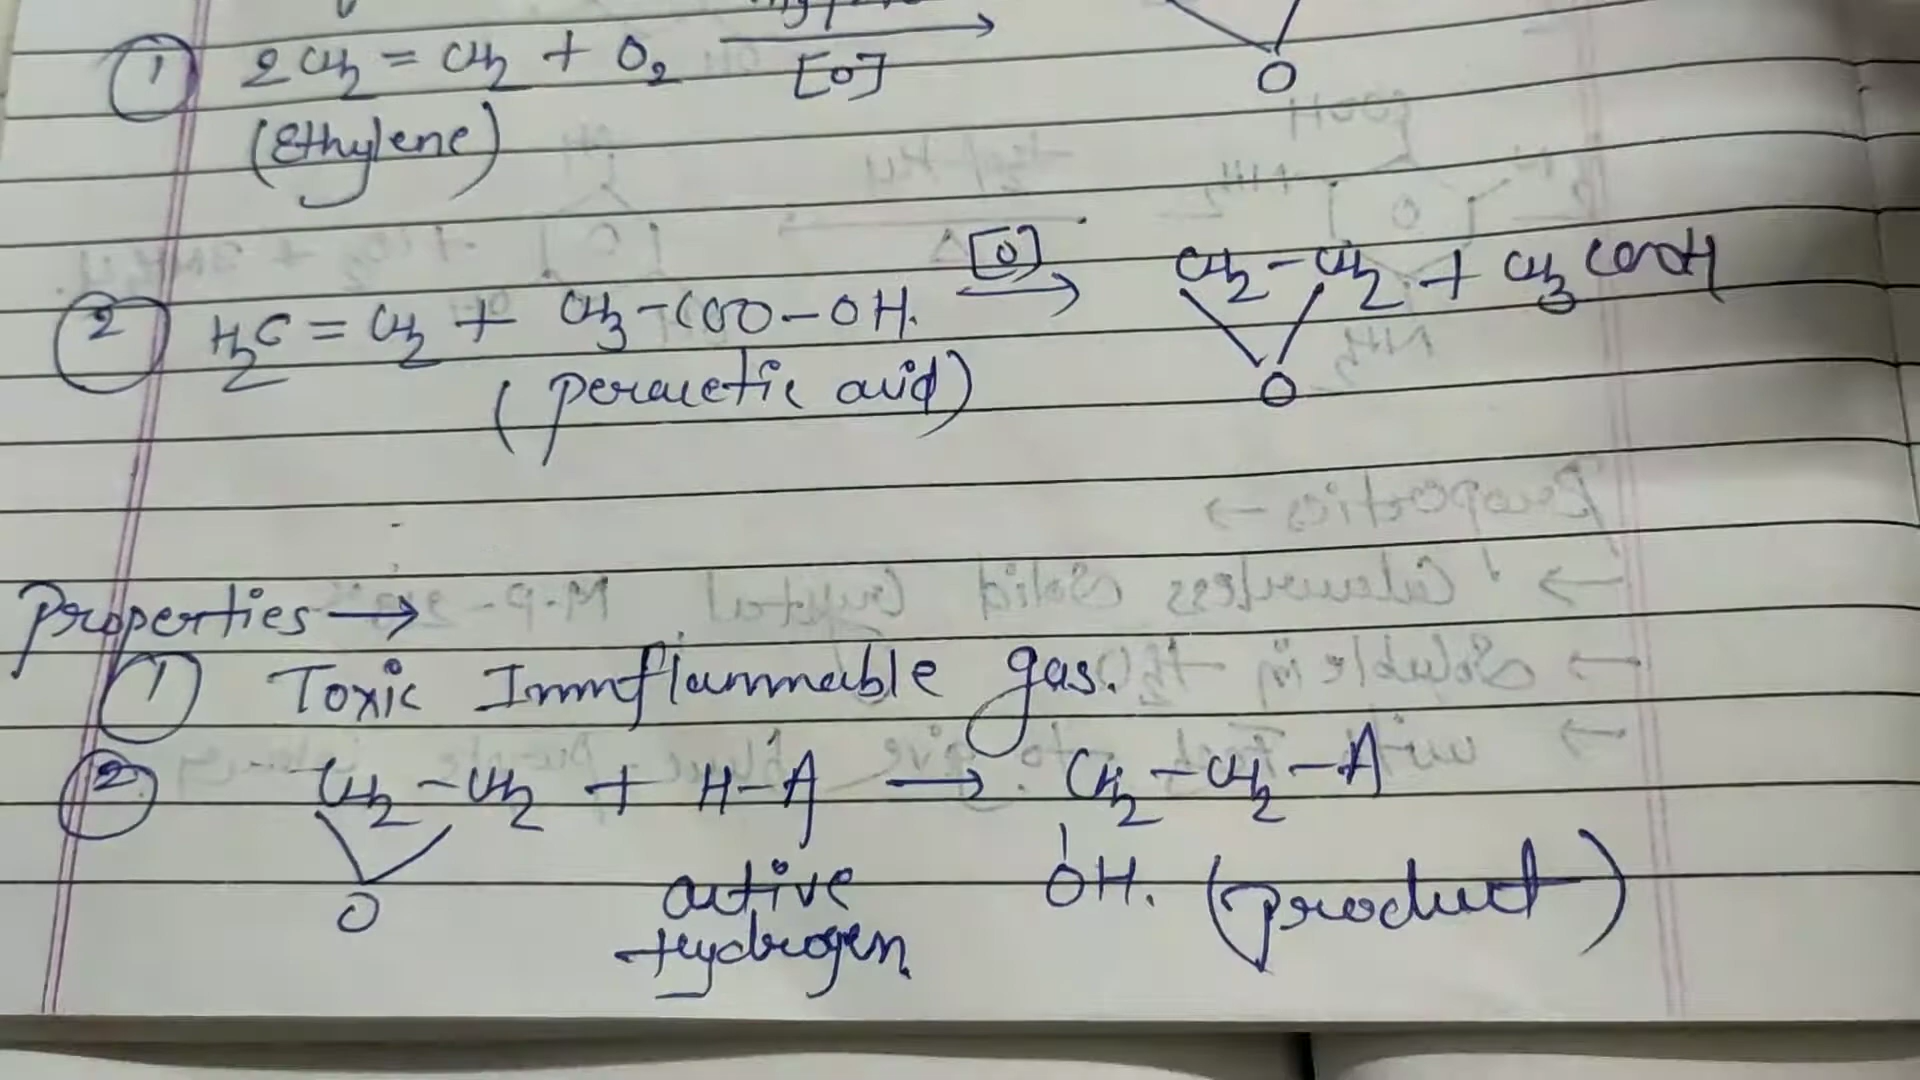 ① 2CH₂ = CH₂ + O₂ → [O] O
(Ethylene)
② H₂C = CH₂ + CH₃-COO-OH. [O] → CH₂-CH₂ + CH₃COOH
O
(peracetic acid)
Properties →
① Toxic Immflammable gas.
② CH₂-CH₂ + H-A → CH₂-CH₂-A
O active OH. (product)
Hydrogen